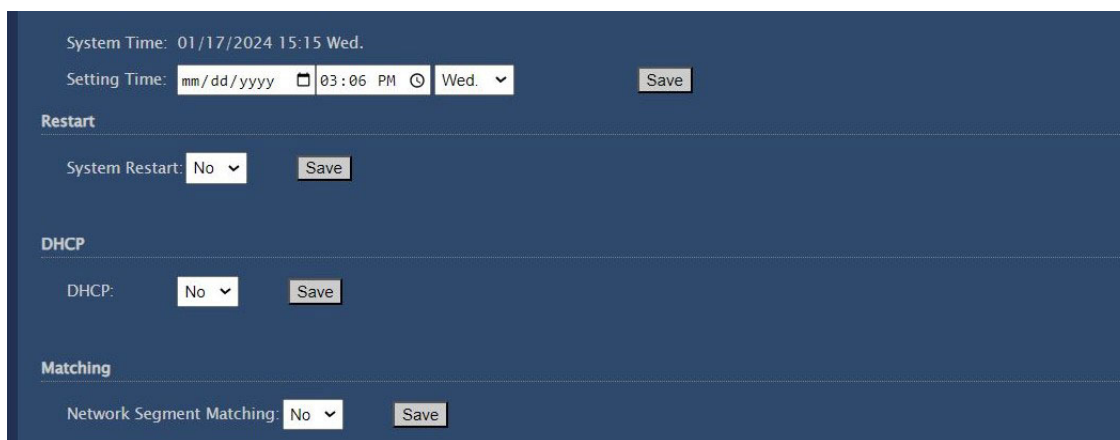 System Time: 01/17/2024 15:15 Wed.
Setting Time: mm/dd/yyyy 03:06 PM Wed. Save
Restart
System Restart: No Save
DHCP
DHCP: No Save
Matching
Network Segment Matching: No Save